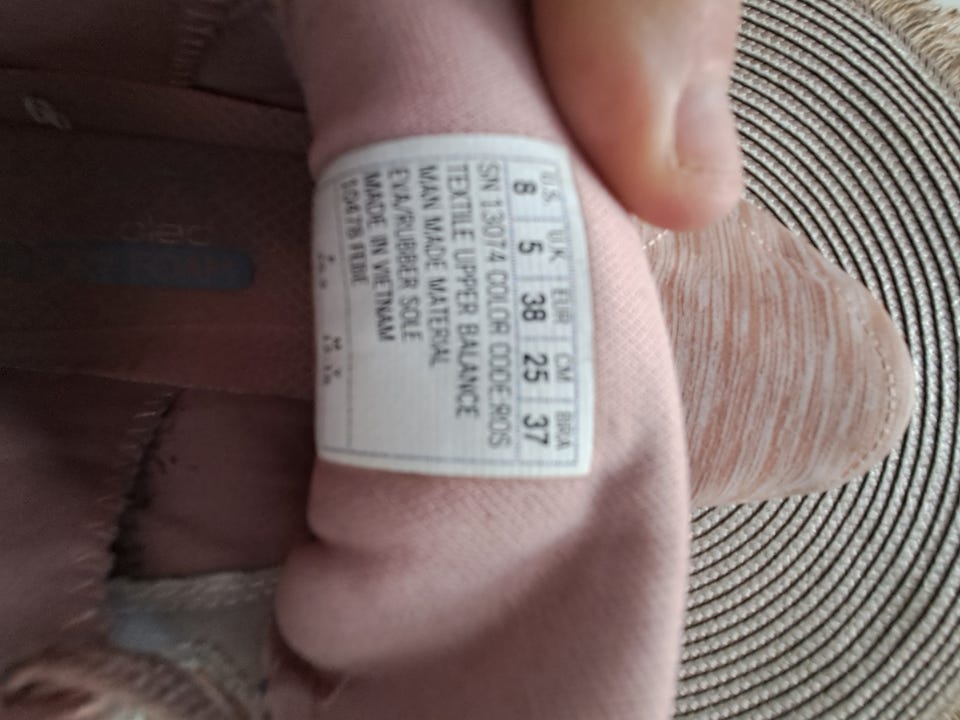 U.S. UK EUR CM BRA
8 5 38 25 37
SN 13074 COLOR CODE:ROS
TEXTILE UPPER BALANCE
MAN MADE MATERIAL
EVA/RUBBER SOLE
MADE IN VIETNAM